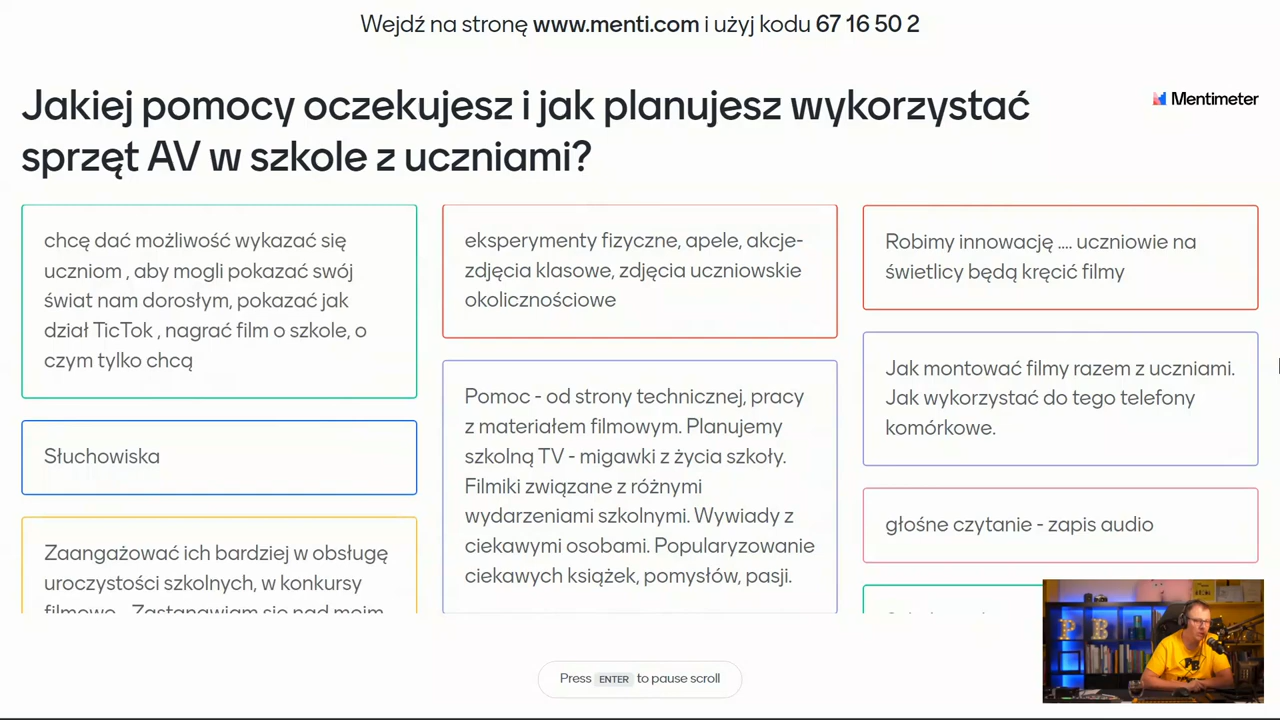 Wejdź na stronę www.menti.com i użyj kodu 67 16 50 2
Jakiej pomocy oczekujesz i jak planujesz wykorzystać
sprzęt AV w szkole z uczniami?
Mentimeter
chcę dać możliwość wykazać się
uczniom , aby mogli pokazać swój
świat nam dorosłym, pokazać jak
dział TicTok , nagrać film o szkole, o
czym tylko chcą
Słuchowiska
Zaangażować ich bardziej w obsługę
uroczystości szkolnych, w konkursy
filmowe . Zastanawiam się nad moim
eksperymenty fizyczne, apele, akcje-
zdjęcia klasowe, zdjęcia uczniowskie
okolicznościowe
Pomoc - od strony technicznej, pracy
z materiałem filmowym. Planujemy
szkolną TV - migawki z życia szkoły.
Filmiki związane z różnymi
wydarzeniami szkolnymi. Wywiady z
ciekawymi osobami. Popularyzowanie
ciekawych książek, pomysłów, pasji.
Robimy innowację .... uczniowie na
świetlicy będą kręcić filmy
Jak montować filmy razem z uczniami.
Jak wykorzystać do tego telefony
komórkowe.
głośne czytanie - zapis audio
P B
Press ENTER to pause scroll